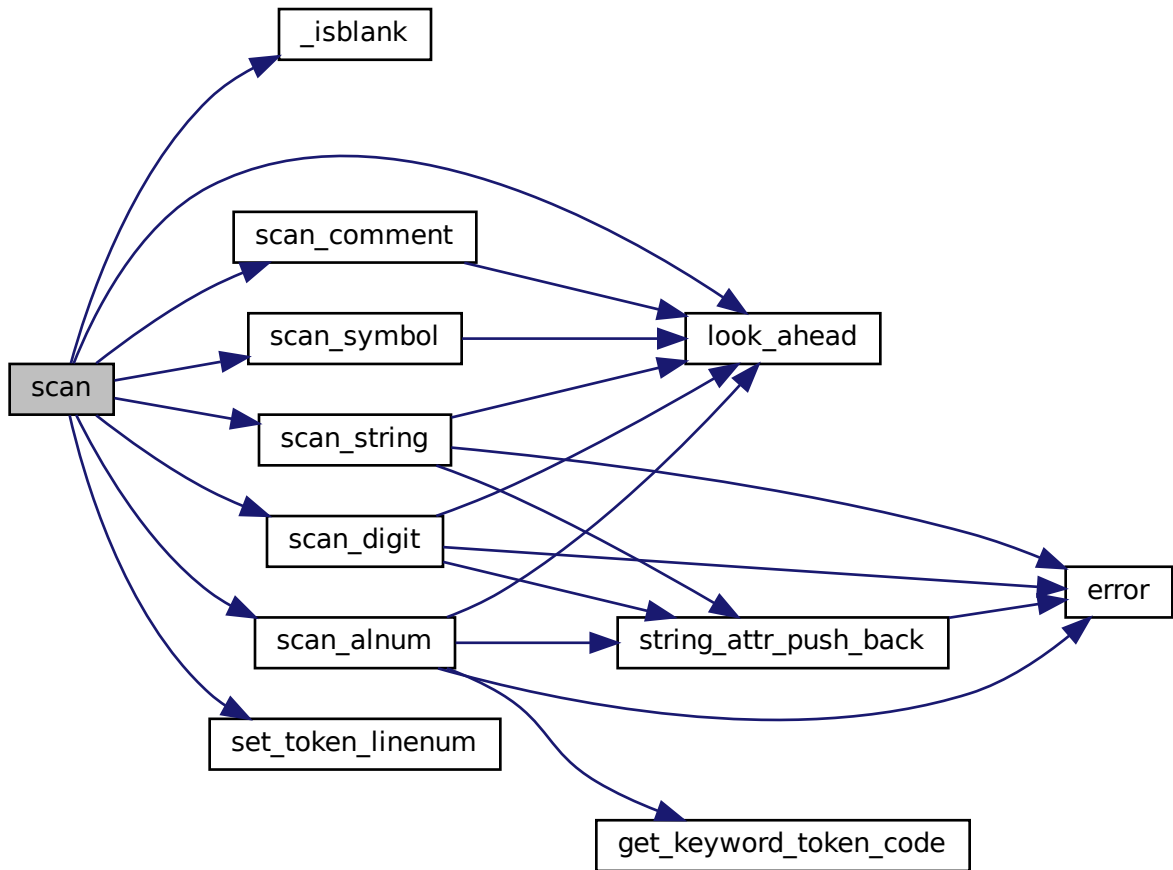 _isblank
scan_comment
scan_symbol
look_ahead
scan
scan_string
scan_digit
error
scan_alnum
string_attr_push_back
set_token_linenum
get_keyword_token_code